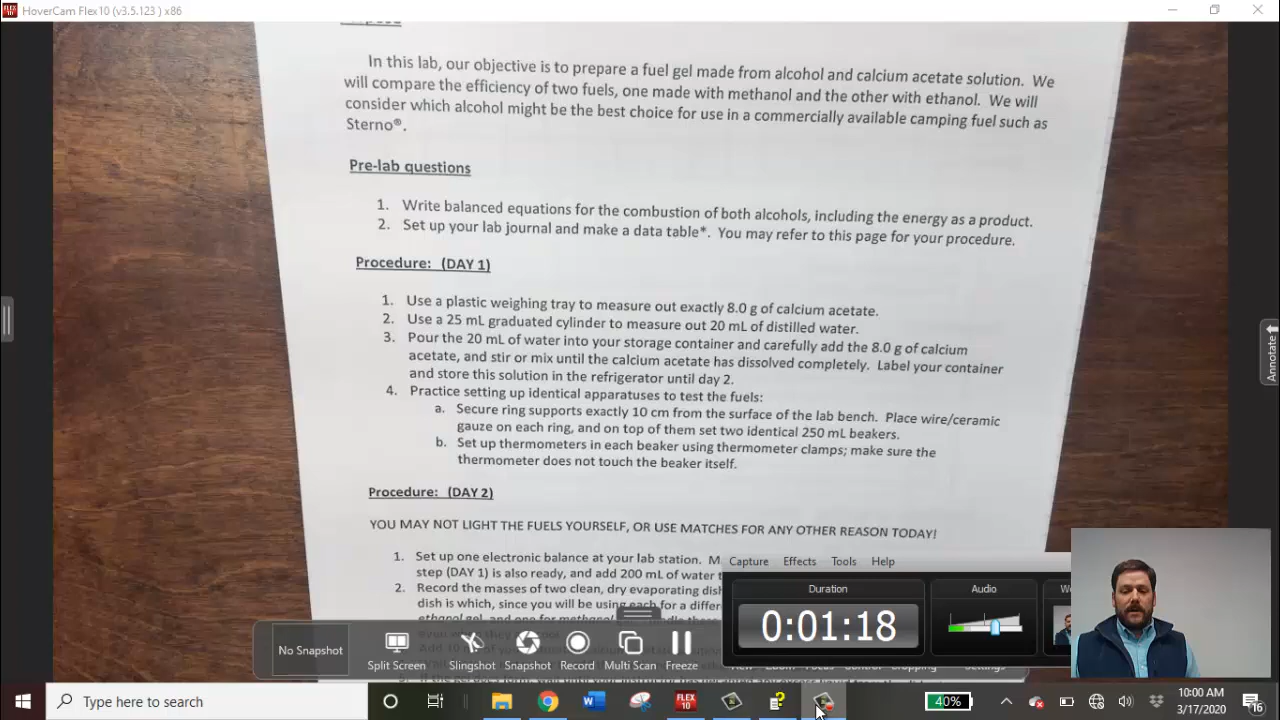 HoverCam Flex10 (v3.5.123) x86
In this lab, our objective is to prepare a fuel gel made from alcohol and calcium acetate solution. We
will compare the efficiency of two fuels, one made with methanol and the other with ethanol. We will
consider which alcohol might be the best choice for use in a commercially available camping fuel such as
Sterno®.
Pre-lab questions
1. Write balanced equations for the combustion of both alcohols, including the energy as a product.
2. Set up your lab journal and make a data table*. You may refer to this page for your procedure.
Procedure: (DAY 1)
1. Use a plastic weighing tray to measure out exactly 8.0 g of calcium acetate.
2. Use a 25 mL graduated cylinder to measure out 20 mL of distilled water.
3. Pour the 20 mL of water into your storage container and carefully add the 8.0 g of calcium
acetate, and stir or mix until the calcium acetate has dissolved completely. Label your container
and store this solution in the refrigerator until day 2.
4. Practice setting up identical apparatuses to test the fuels:
a. Secure ring supports exactly 10 cm from the surface of the lab bench. Place wire/ceramic
gauze on each ring, and on top of them set two identical 250 mL beakers.
b. Set up thermometers in each beaker using thermometer clamps; make sure the
thermometer does not touch the beaker itself.
Procedure: (DAY 2)
YOU MAY NOT LIGHT THE FUELS YOURSELF, OR USE MATCHES FOR ANY OTHER REASON TODAY!
1. Set up one electronic balance at your lab station. M
step (DAY 1) is also ready, and add 200 mL of water t
2. Record the masses of two clean, dry evaporating dish
dish is which, since you will be using each for a differ
Annotate
Capture Effects Tools Help
Duration
Audio
0:01:18
No Snapshot
Split Screen
Slingshot
Snapshot
Record
Multi Scan
Freeze
FLEX 10
Type here to search
40%
10:00 AM
3/17/2020
16